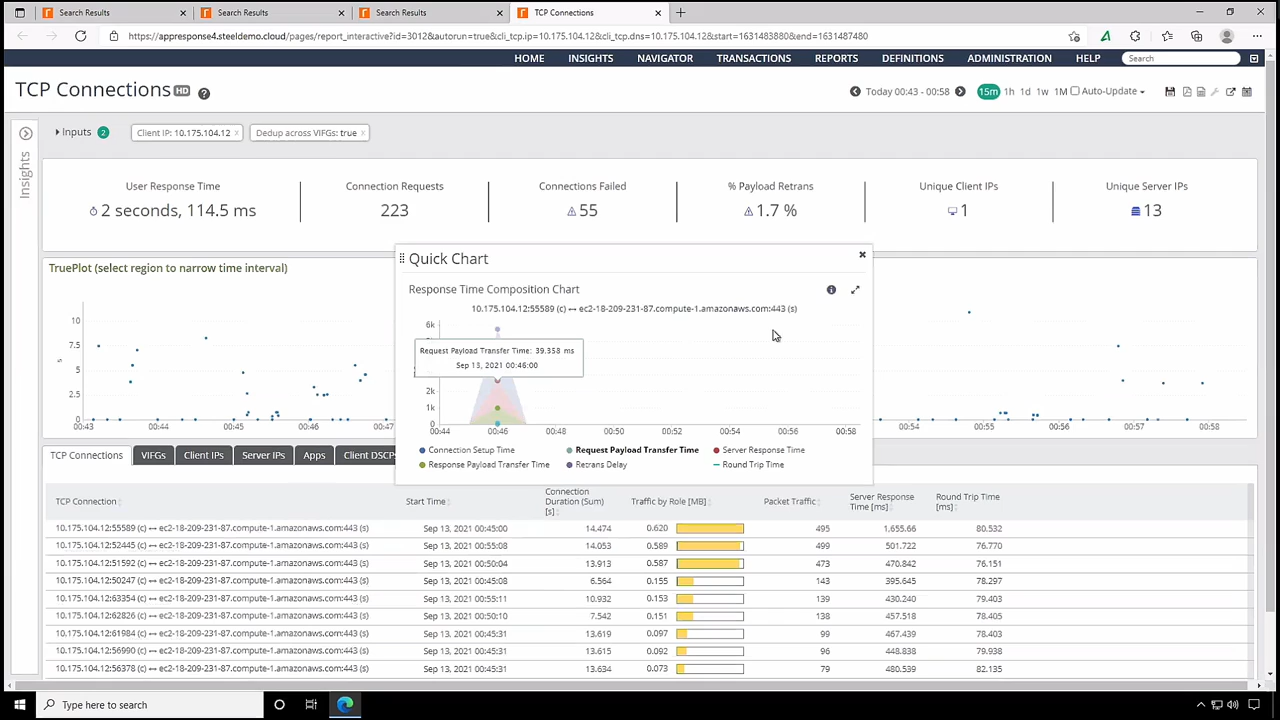 Search Results
Search Results
Search Results
TCP Connections
https://appresponse4.steeldemo.cloud/pages/report_interactive?id=3012&autorun=true&cli_tcp.ip=10.175.104.12&cli_tcp.dns=10.175.104.12&start=1631483880&end=1631487480
HOME INSIGHTS NAVIGATOR TRANSACTIONS REPORTS DEFINITIONS ADMINISTRATION HELP Search
TCP Connections HD ?
Today 00:43 - 00:58 15m 1h 1d 1w 1M Auto-Update
Insights
Inputs 2 Client IP: 10.175.104.12 × Dedup across VIFGs: true ×
User Response Time Connection Requests Connections Failed % Payload Retrans Unique Client IPs Unique Server IPs
2 seconds, 114.5 ms 223 55 1.7 % 1 13
TruePlot (select region to narrow time interval)
10
7.5
5
2.5
0
s
00:43 00:44 00:45 00:46 00:47 00:54 00:55 00:56 00:57 00:58
Quick Chart
Response Time Composition Chart
10.175.104.12:55589 (c) ↔ ec2-18-209-231-87.compute-1.amazonaws.com:443 (s)
6k
2k
1k
0
Request Payload Transfer Time: 39.358 ms
Sep 13, 2021 00:46:00
00:44 00:46 00:48 00:50 00:52 00:54 00:56 00:58
Connection Setup Time Request Payload Transfer Time Server Response Time
Response Payload Transfer Time Retrans Delay Round Trip Time
TCP Connections VIFGs Client IPs Server IPs Apps Client DSCPs
TCP Connection Start Time Connection Duration (Sum) [s] Traffic by Role [MB] Packet Traffic Server Response Time [ms] Round Trip Time [ms]
10.175.104.12:55589 (c) ↔ ec2-18-209-231-87.compute-1.amazonaws.com:443 (s) Sep 13, 2021 00:45:00 14.474 0.620 495 1,655.66 80.532
10.175.104.12:52445 (c) ↔ ec2-18-209-231-87.compute-1.amazonaws.com:443 (s) Sep 13, 2021 00:55:08 14.053 0.589 499 501.722 76.770
10.175.104.12:51592 (c) ↔ ec2-18-209-231-87.compute-1.amazonaws.com:443 (s) Sep 13, 2021 00:50:04 13.913 0.587 473 470.842 76.151
10.175.104.12:50247 (c) ↔ ec2-18-209-231-87.compute-1.amazonaws.com:443 (s) Sep 13, 2021 00:45:08 6.564 0.155 143 395.645 78.297
10.175.104.12:63354 (c) ↔ ec2-18-209-231-87.compute-1.amazonaws.com:443 (s) Sep 13, 2021 00:55:11 10.932 0.153 139 430.240 79.403
10.175.104.12:62826 (c) ↔ ec2-18-209-231-87.compute-1.amazonaws.com:443 (s) Sep 13, 2021 00:50:10 7.542 0.151 138 457.518 78.405
10.175.104.12:61984 (c) ↔ ec2-18-209-231-87.compute-1.amazonaws.com:443 (s) Sep 13, 2021 00:45:31 13.619 0.097 99 467.439 78.403
10.175.104.12:56990 (c) ↔ ec2-18-209-231-87.compute-1.amazonaws.com:443 (s) Sep 13, 2021 00:45:31 13.615 0.092 96 448.838 79.938
10.175.104.12:56378 (c) ↔ ec2-18-209-231-87.compute-1.amazonaws.com:443 (s) Sep 13, 2021 00:45:31 13.634 0.073 79 480.539 82.135
Type here to search